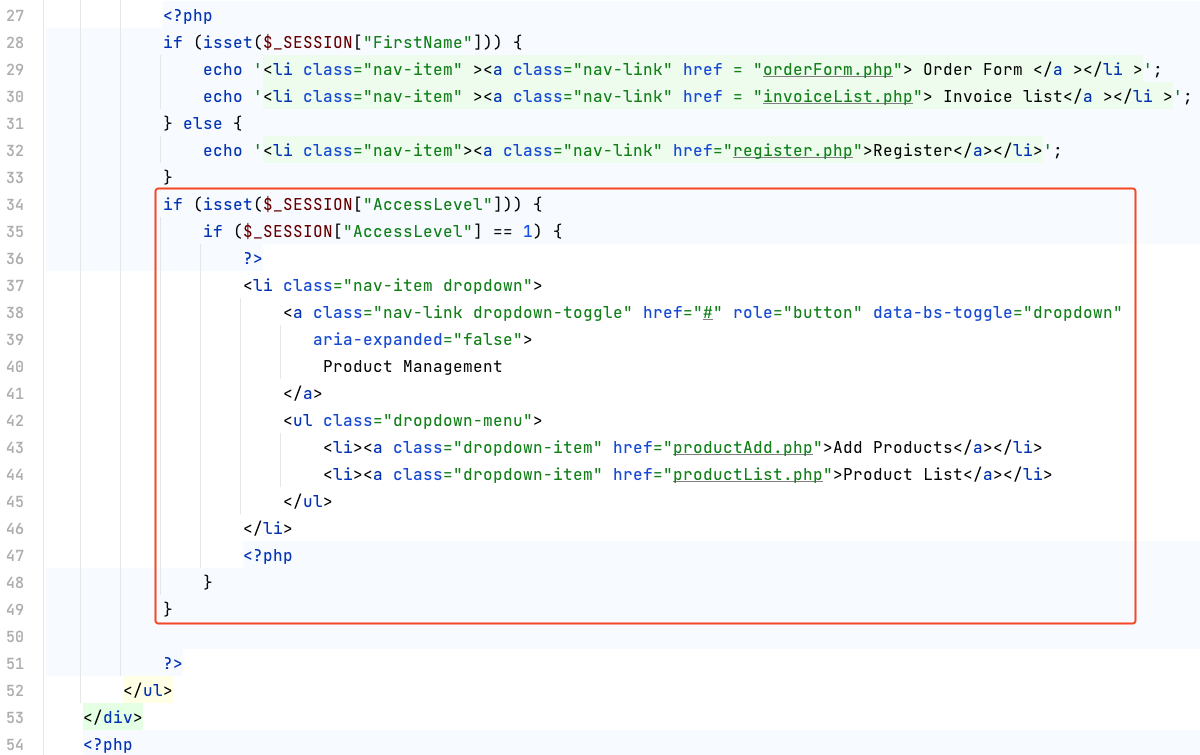 27 <?php
28 if (isset($_SESSION["FirstName"])) {
29 echo '<li class="nav-item" ><a class="nav-link" href = "orderForm.php"> Order Form </a ></li >';
30 echo '<li class="nav-item" ><a class="nav-link" href = "invoiceList.php"> Invoice list</a ></li >';
31 } else {
32 echo '<li class="nav-item"><a class="nav-link" href="register.php">Register</a></li>';
33 }
34 if (isset($_SESSION["AccessLevel"])) {
35 if ($_SESSION["AccessLevel"] == 1) {
36 ?>
37 <li class="nav-item dropdown">
38 <a class="nav-link dropdown-toggle" href="#" role="button" data-bs-toggle="dropdown"
39 aria-expanded="false">
40 Product Management
41 </a>
42 <ul class="dropdown-menu">
43 <li><a class="dropdown-item" href="productAdd.php">Add Products</a></li>
44 <li><a class="dropdown-item" href="productList.php">Product List</a></li>
45 </ul>
46 </li>
47 <?php
48 }
49 }
50
51 ?>
52 </ul>
53 </div>
54 <?php